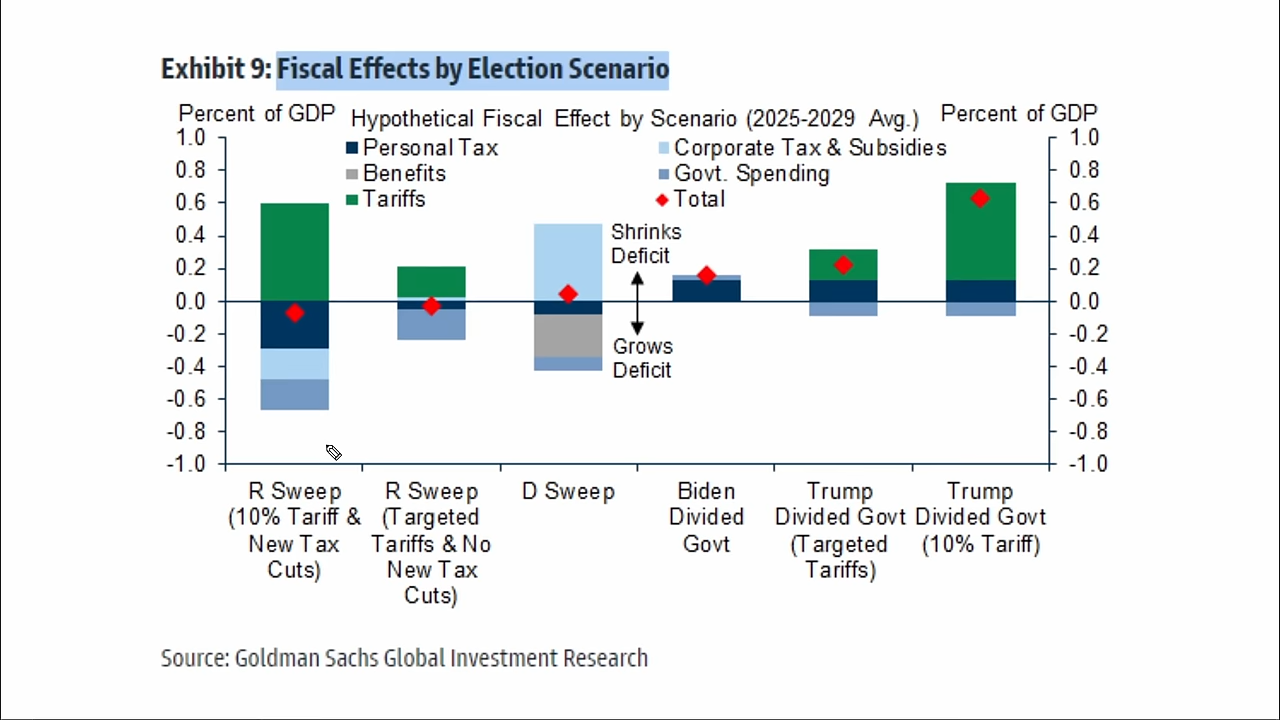 Exhibit 9: Fiscal Effects by Election Scenario
Percent of GDP
Hypothetical Fiscal Effect by Scenario (2025-2029 Avg.)
Percent of GDP
Personal Tax
Corporate Tax & Subsidies
Benefits
Govt. Spending
Tariffs
Total
1.0
0.8
0.6
0.4
0.2
0.0
-0.2
-0.4
-0.6
-0.8
-1.0
Shrinks
Deficit
Grows
Deficit
1.0
0.8
0.6
0.4
0.2
0.0
-0.2
-0.4
-0.6
-0.8
-1.0
R Sweep
(10% Tariff &
New Tax
Cuts)
R Sweep
(Targeted
Tariffs & No
New Tax
Cuts)
D Sweep
Biden
Divided
Govt
Trump
Divided Govt
(Targeted
Tariffs)
Trump
Divided Govt
(10% Tariff)
Source: Goldman Sachs Global Investment Research